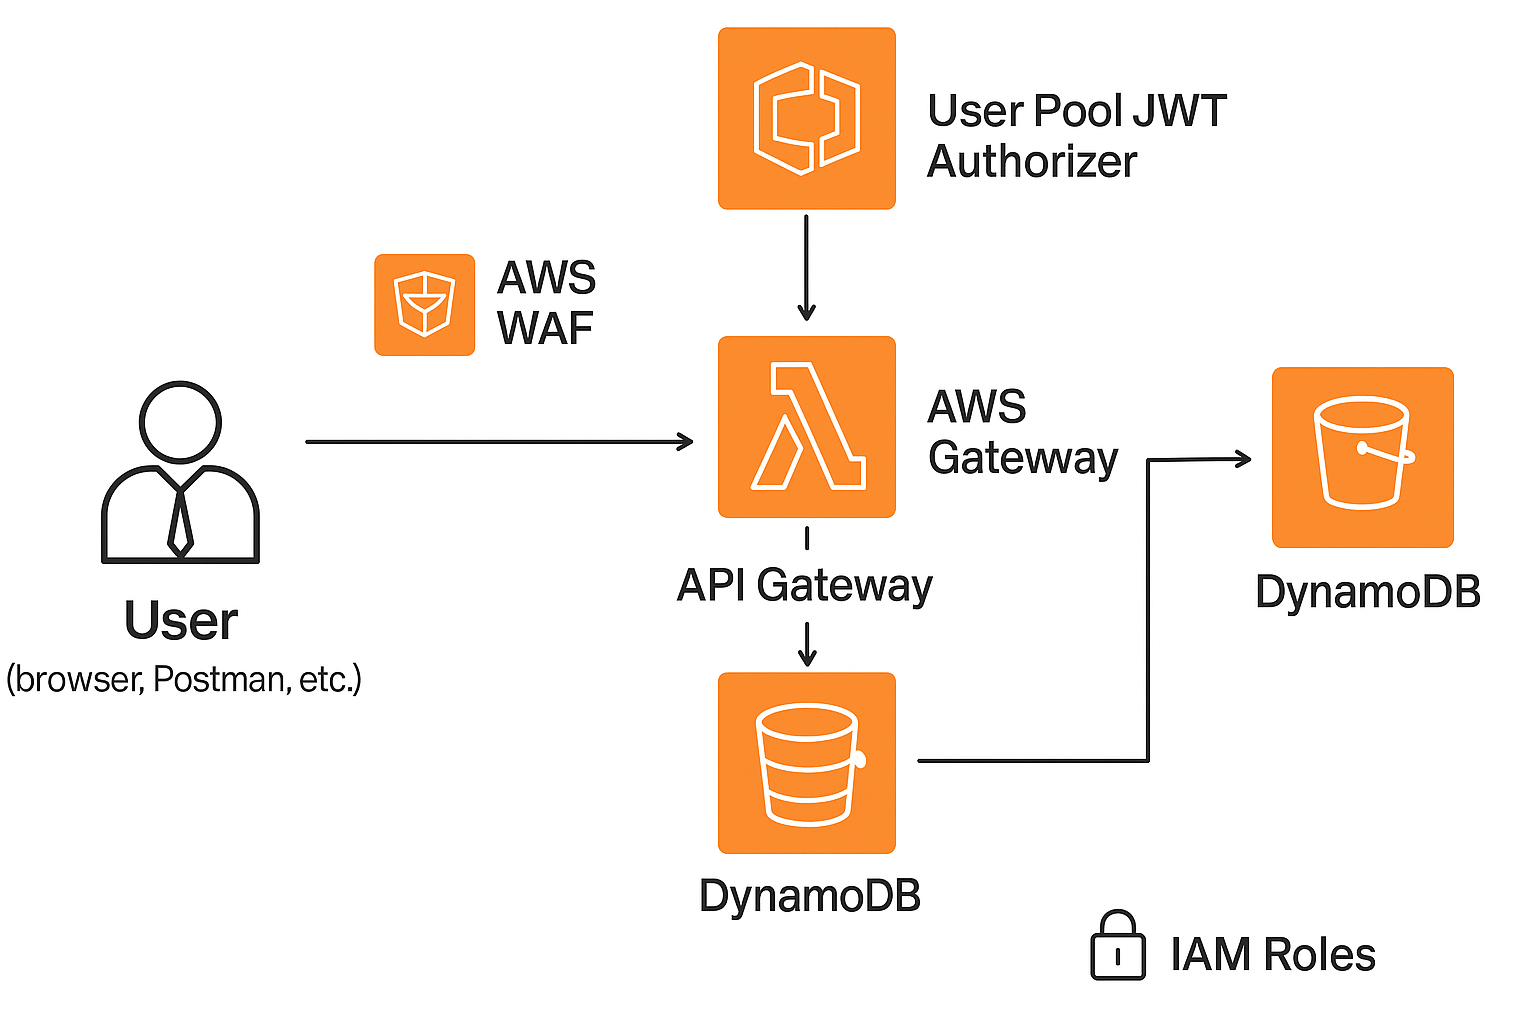 User Pool JWT
Authorizer
AWS
WAF
AWS
Gateway
API Gateway
User
(browser, Postman, etc.)
DynamoDB
DynamoDB
IAM Roles